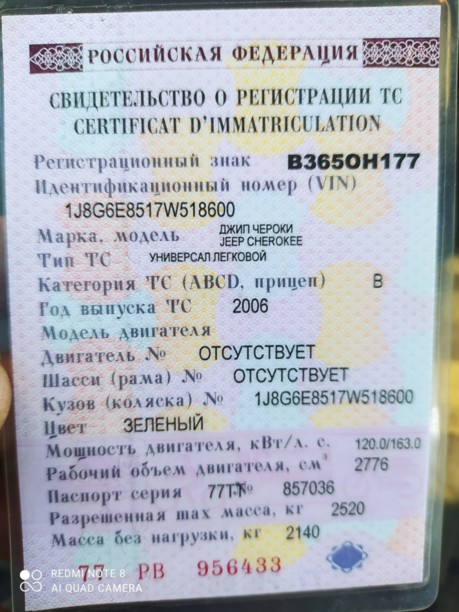 РОССИЙСКАЯ ФЕДЕРАЦИЯ
СВИДЕТЕЛЬСТВО О РЕГИСТРАЦИИ ТС
CERTIFICAT D'IMMATRICULATION
Регистрационный знак В365ОН177
Идентификационный номер (VIN)
1J8G6E8517W518600
Марка, модель ДЖИП ЧЕРОКИ
JEEP CHEROKEE
Тип ТС УНИВЕРСАЛ ЛЕГКОВОЙ
Категория ТС (ABCD, прицеп) B
Год выпуска ТС 2006
Модель двигателя
Двигатель № ОТСУТСТВУЕТ
Шасси (рама) № ОТСУТСТВУЕТ
Кузов (коляска) № 1J8G6E8517W518600
Цвет ЗЕЛЕНЫЙ
Мощность двигателя, кВт/л. с. 120.0/163.0
Рабочий объем двигателя, см³ 2776
Паспорт серия 77ТТ № 857036
Разрешенная max масса, кг 2520
Масса без нагрузки, кг 2140
77 РВ 956433
REDMI NOTE 8
AI QUAD CAMERA